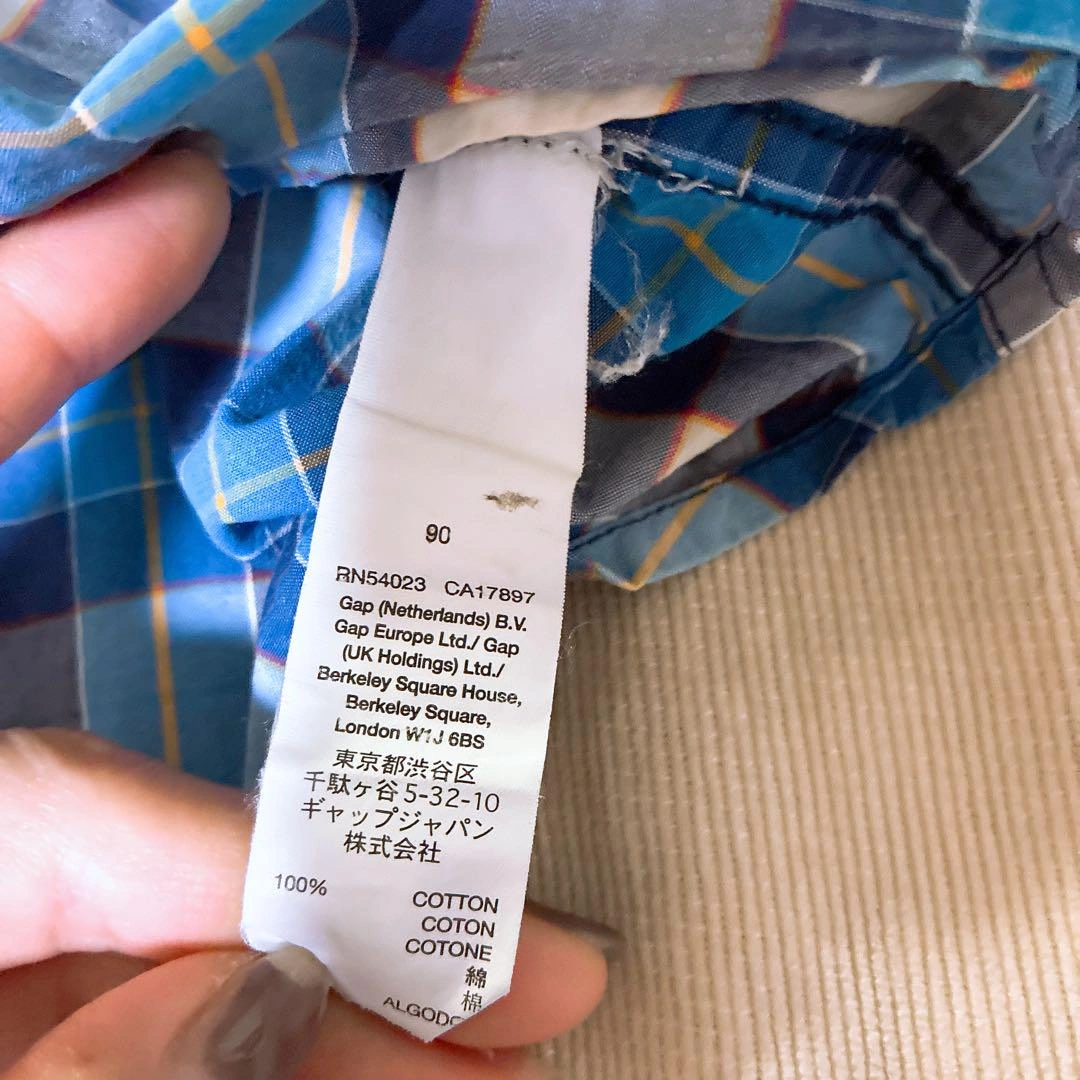 90
RN54023 CA17897
Gap (Netherlands) B.V.
Gap Europe Ltd./ Gap
(UK Holdings) Ltd./
Berkeley Square House,
Berkeley Square,
London W1J 6BS
東京都渋谷区
千駄ヶ谷 5-32-10
ギャップジャパン
株式会社
100% COTTON
COTON
COTONE
綿
棉